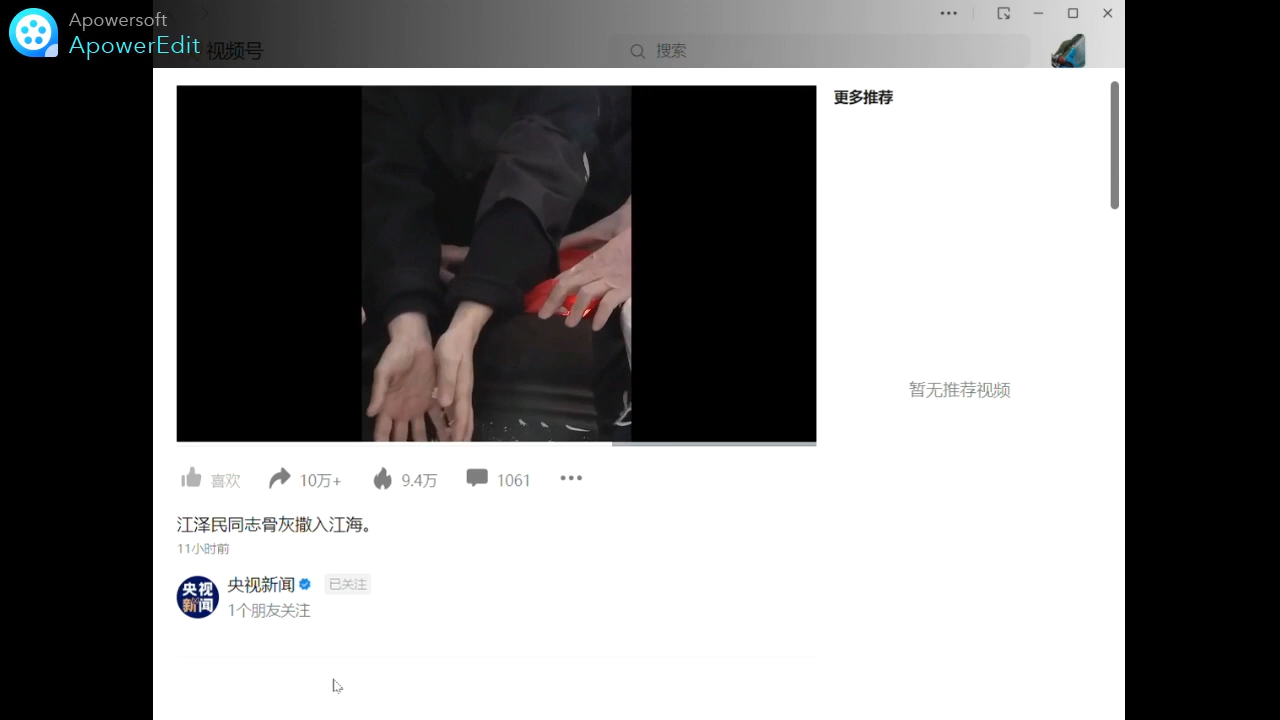 Apowersoft
ApowerEdit
视频号
搜索
更多推荐
暂无推荐视频
喜欢
10万+
9.4万
1061
江泽民同志骨灰撒入江海。
11小时前
央视
新闻
央视新闻
已关注
1个朋友关注